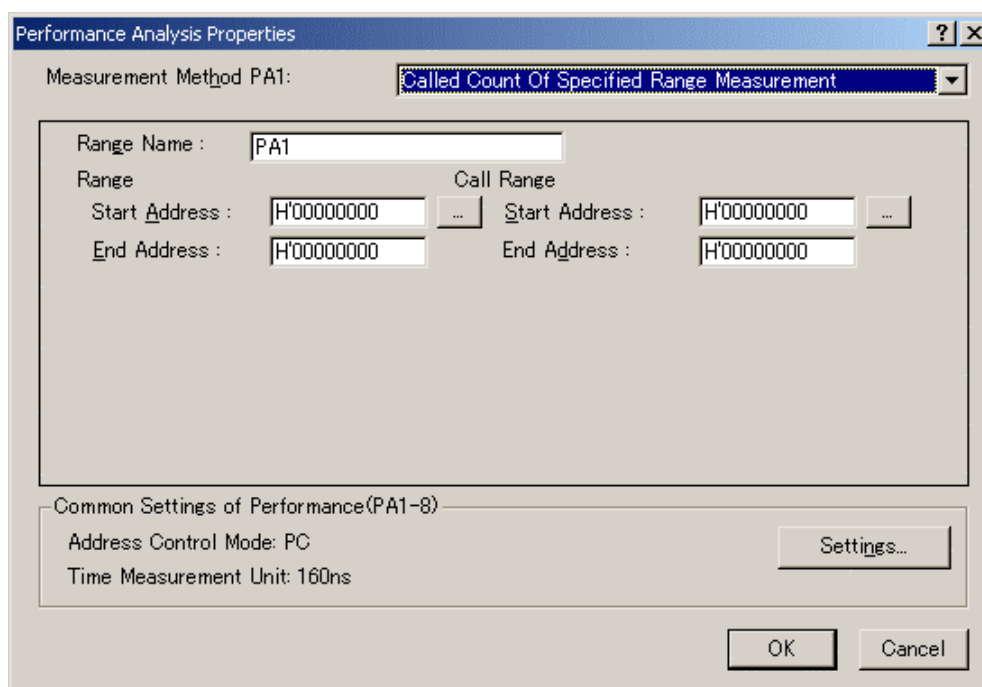 Performance Analysis Properties
Measurement Method PA1: Called Count Of Specified Range Measurement
Range Name : PA1
Range Call Range
Start Address : H'00000000 ... Start Address : H'00000000 ...
End Address : H'00000000 End Address : H'00000000
Common Settings of Performance(PA1-8)
Address Control Mode: PC
Settings...
Time Measurement Unit: 160ns
OK Cancel